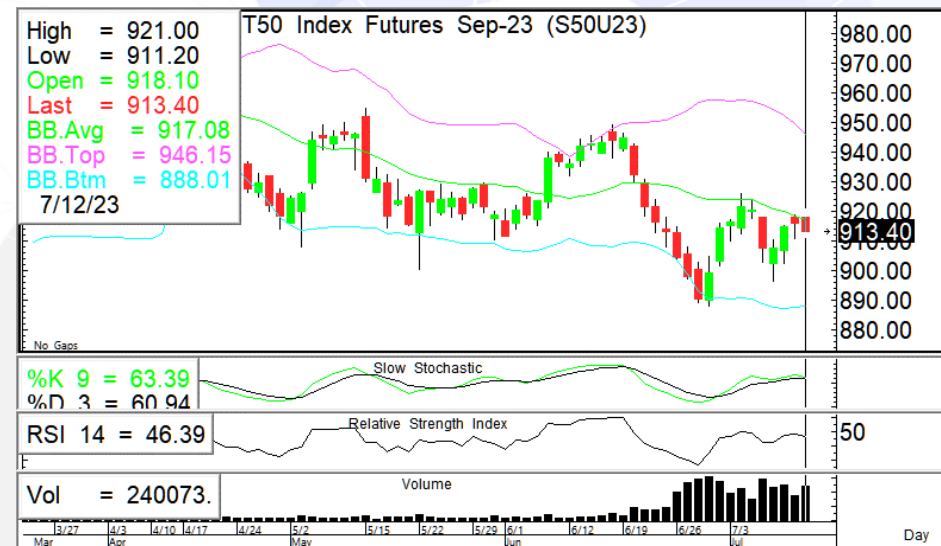 T50 Index Futures Sep-23 (S50U23)
High = 921.00
Low = 911.20
Open = 918.10
Last = 913.40
BB.Avg = 917.08
BB.Top = 946.15
BB.Btm = 888.01
7/12/23
980.00
970.00
960.00
950.00
940.00
930.00
920.00
913.40
910.00
900.00
890.00
880.00
No Gaps
Slow Stochastic
%K 9 = 63.39
%D 3 = 60.94
Relative Strength Index
RSI 14 = 46.39
50
Volume
Vol = 240073.
3/27 4/3 4/10 4/17 4/24 5/2 5/15 5/22 5/29 6/1 6/12 6/19 6/26 7/3
Mar Apr May Jun Jul Day